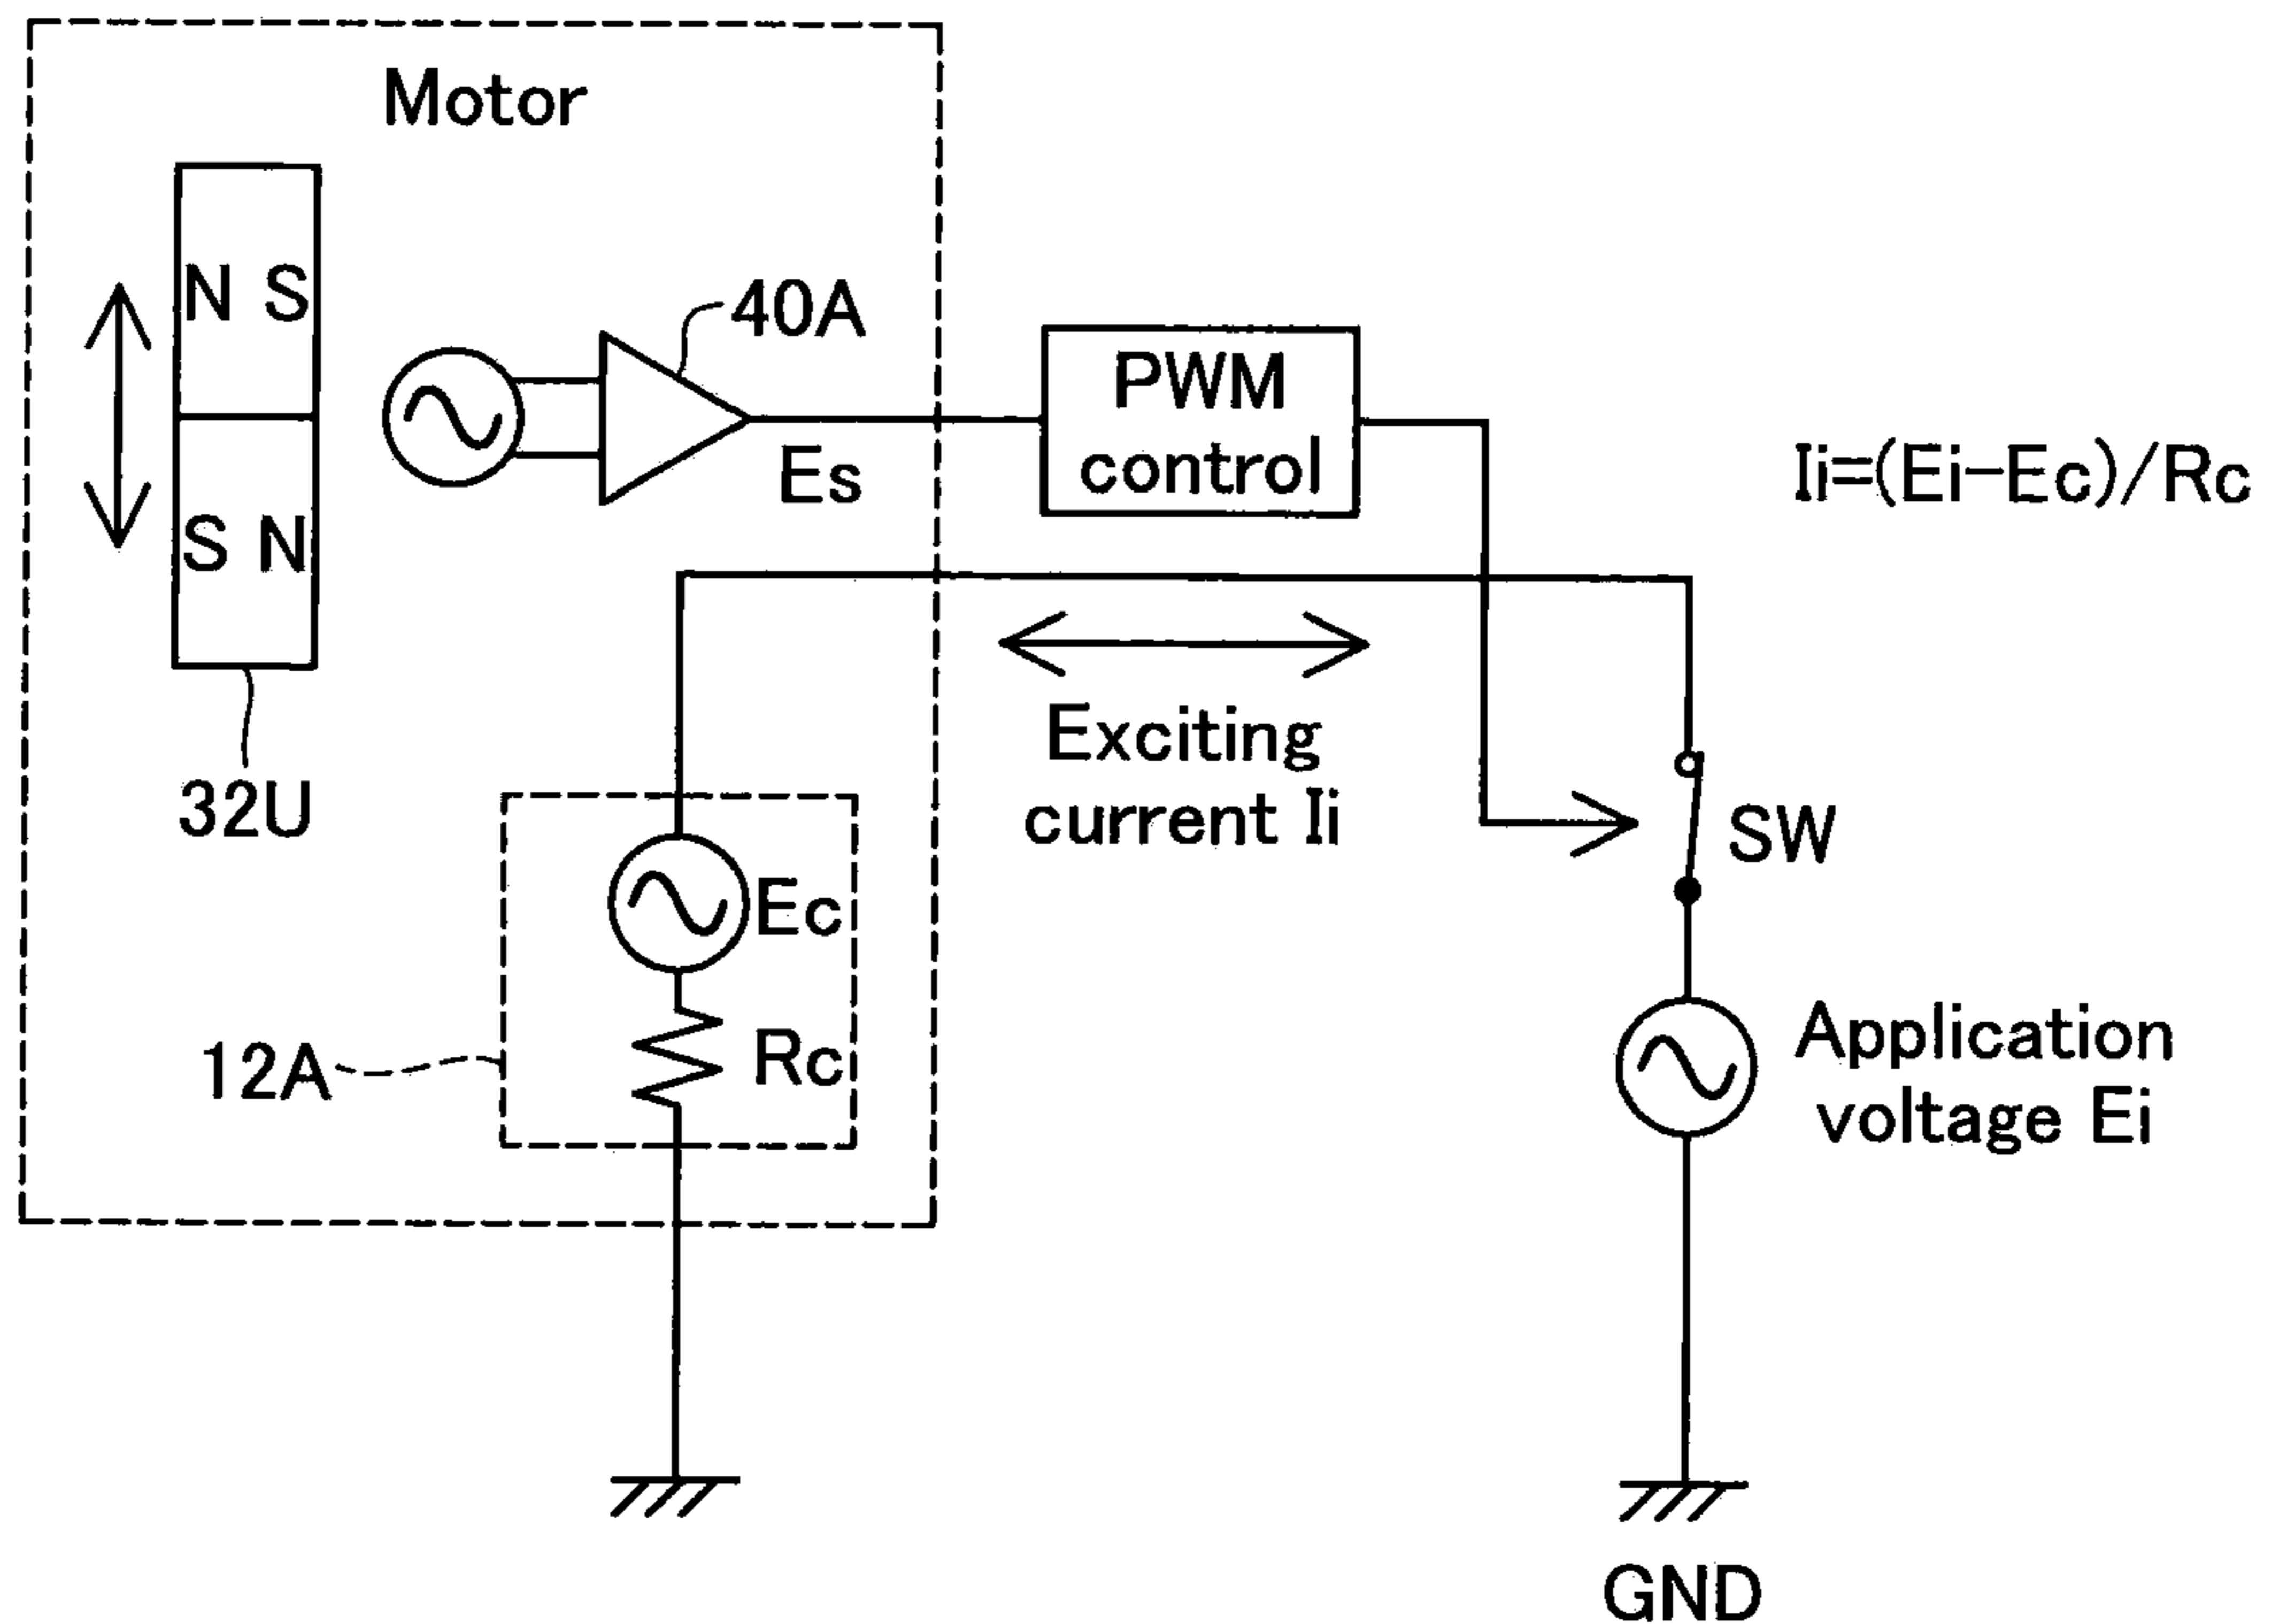 Motor
N S
S N
32U
40A
Es
PWM
control
Ii=(Ei-Ec)/Rc
Exciting
current Ii
SW
Ec
Rc
12A
Application
voltage Ei
GND